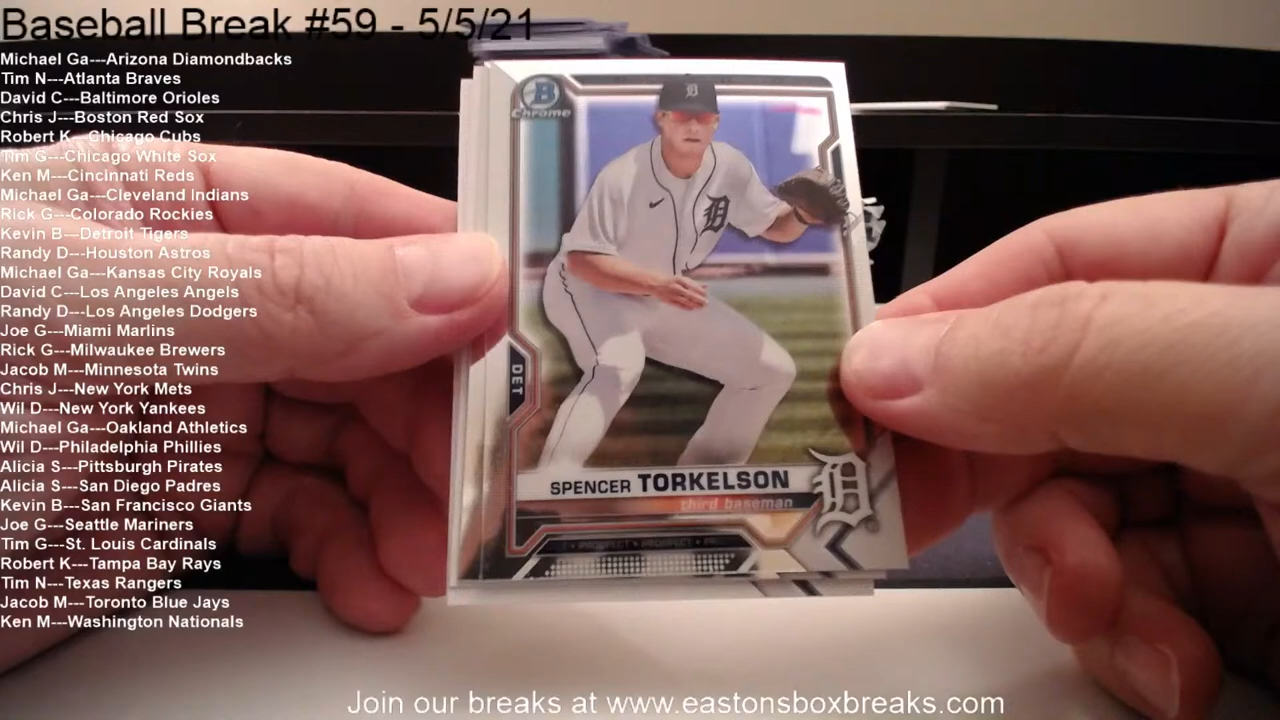 Baseball Break #59 - 5/5/21
Michael Ga---Arizona Diamondbacks
Tim N---Atlanta Braves
David C---Baltimore Orioles
Chris J---Boston Red Sox
Robert K---Chicago Cubs
Tim G---Chicago White Sox
Ken M---Cincinnati Reds
Michael Ga---Cleveland Indians
Rick G---Colorado Rockies
Kevin B---Detroit Tigers
Randy D---Houston Astros
Michael Ga---Kansas City Royals
David C---Los Angeles Angels
Randy D---Los Angeles Dodgers
Joe G---Miami Marlins
Rick G---Milwaukee Brewers
Jacob M---Minnesota Twins
Chris J---New York Mets
Wil D---New York Yankees
Michael Ga---Oakland Athletics
Wil D---Philadelphia Phillies
Alicia S---Pittsburgh Pirates
Alicia S---San Diego Padres
Kevin B---San Francisco Giants
Joe G---Seattle Mariners
Tim G---St. Louis Cardinals
Robert K---Tampa Bay Rays
Tim N---Texas Rangers
Jacob M---Toronto Blue Jays
Ken M---Washington Nationals
B
Chrome
D
D
DET
SPENCER TORKELSON
third baseman
D
PROSPECT • PROSPECT
Join our breaks at www.eastonsboxbreaks.com